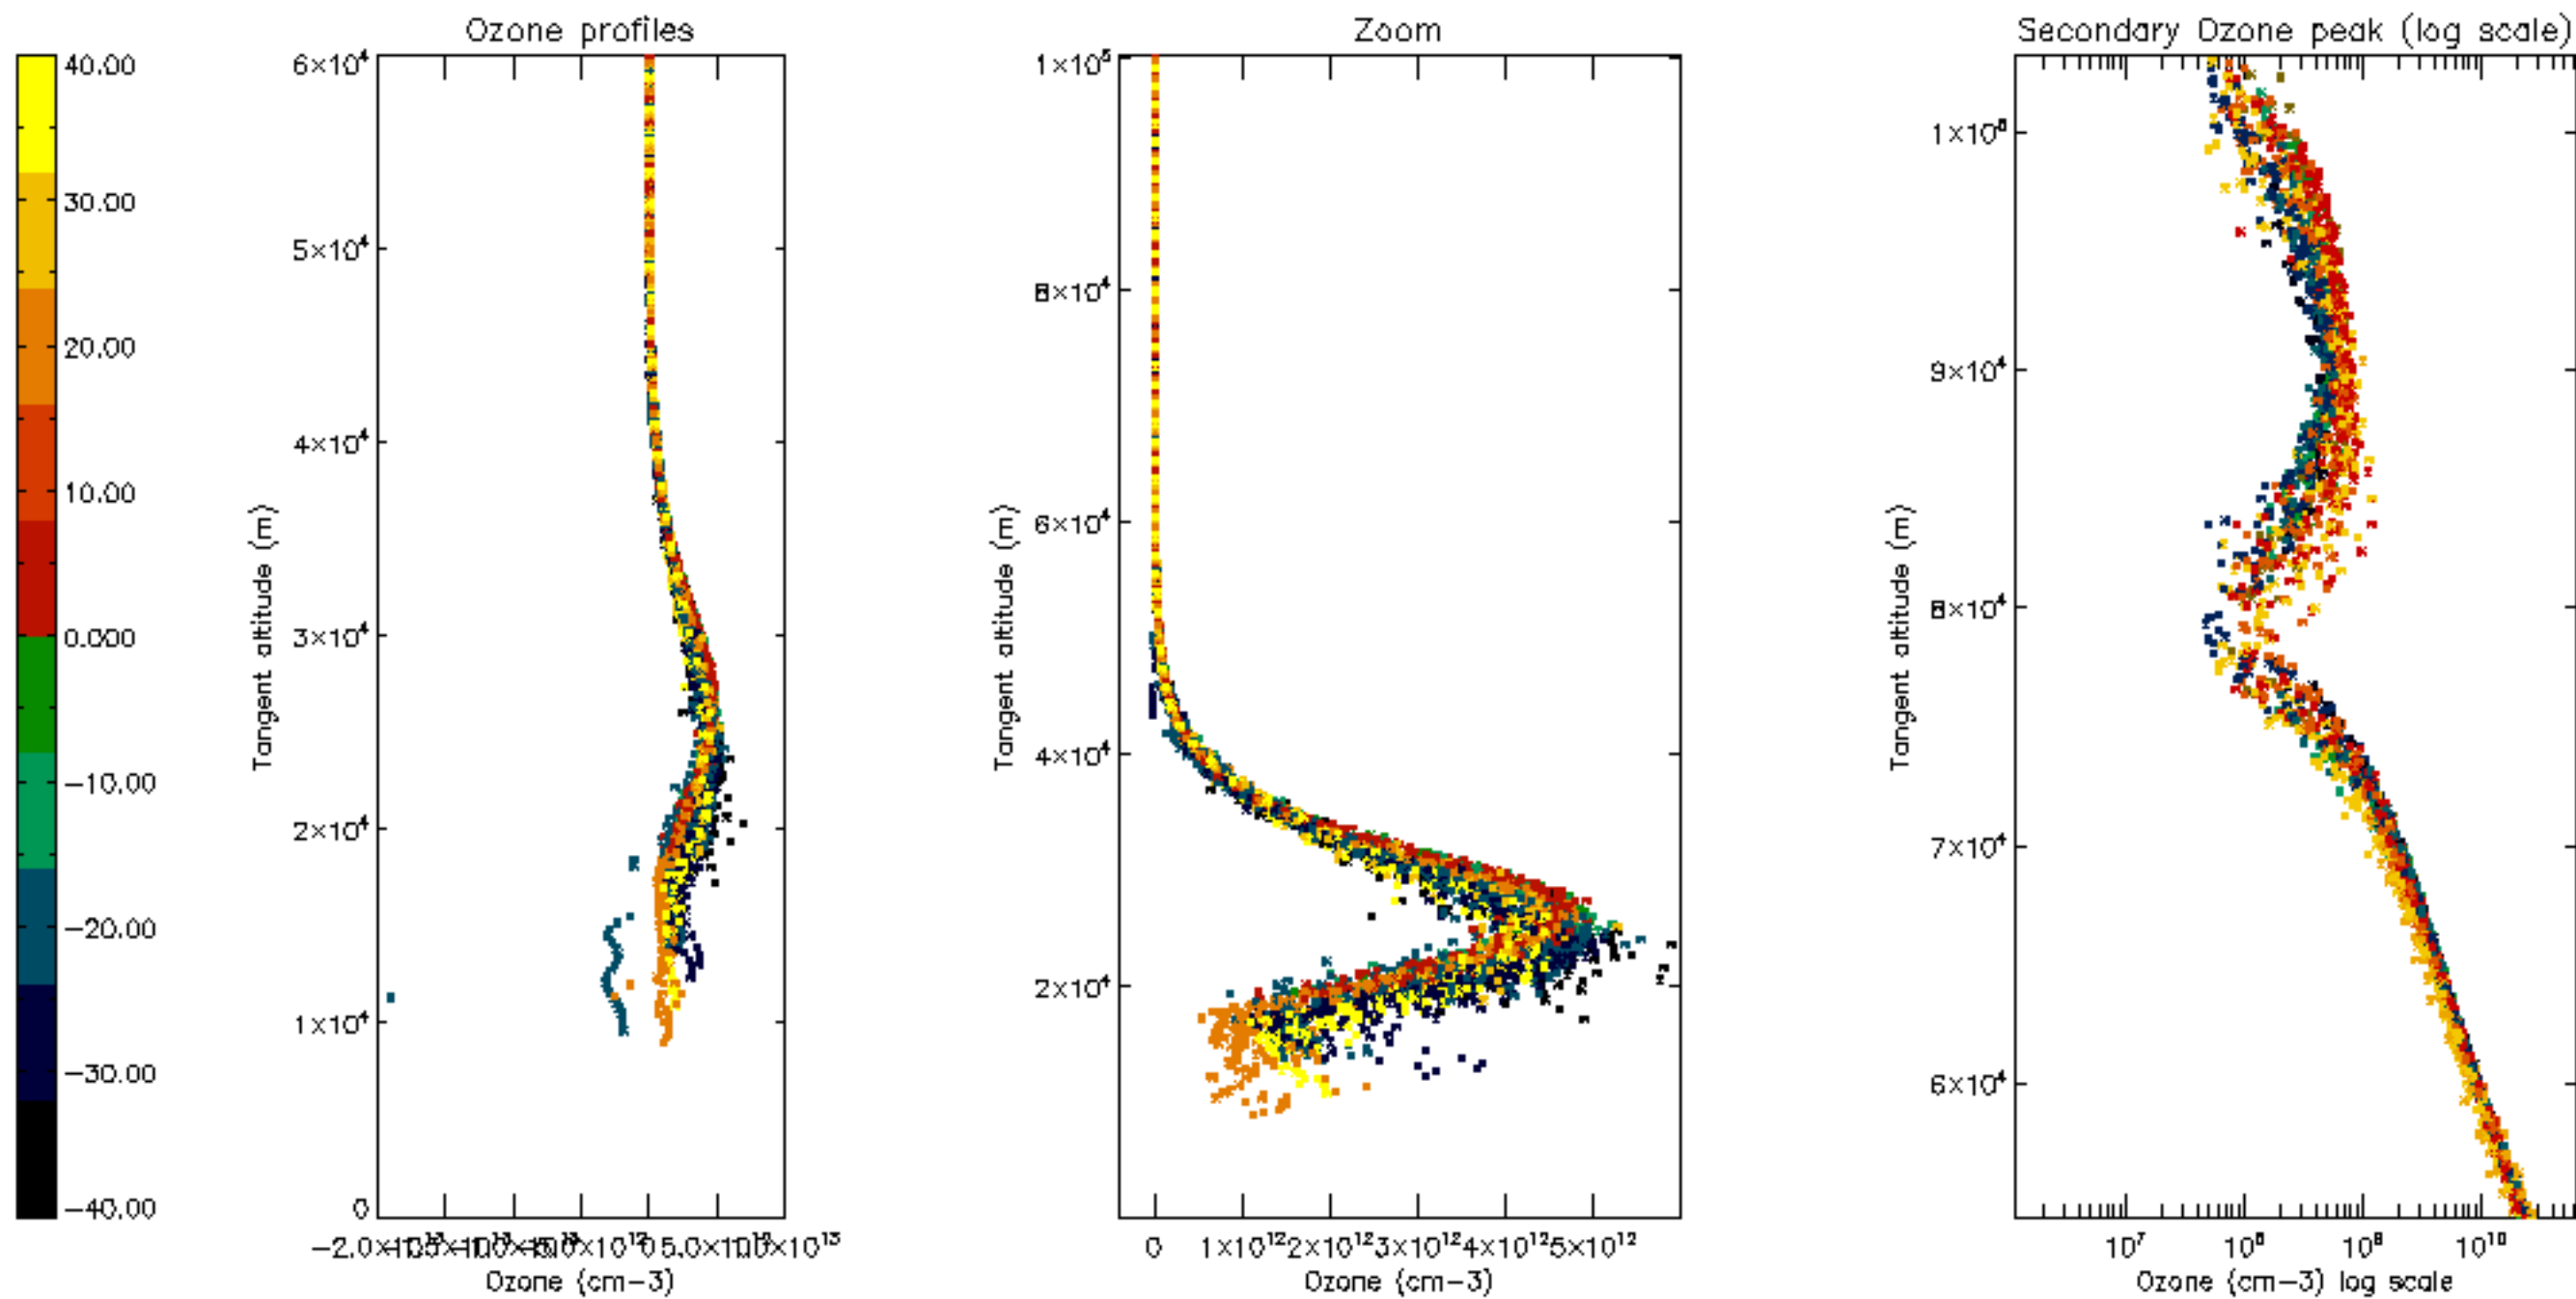 Ozone profiles
Zoom
Secondary Ozone peak (log scale)
40.00
30.00
20.00
10.00
0.000
−10.00
−20.00
−30.00
−40.00
6×10⁴
5×10⁴
4×10⁴
3×10⁴
2×10⁴
1×10⁴
0
Tangent altitude (m)
Ozone (cm−3)
1×10⁵
8×10⁴
6×10⁴
4×10⁴
2×10⁴
Tangent altitude (m)
0 1×10¹² 2×10¹² 3×10¹² 4×10¹² 5×10¹²
Ozone (cm−3)
9×10⁴
8×10⁴
7×10⁴
6×10⁴
Tangent altitude (m)
10⁷ 10⁸ 10⁹ 10¹⁰
Ozone (cm−3) log scale